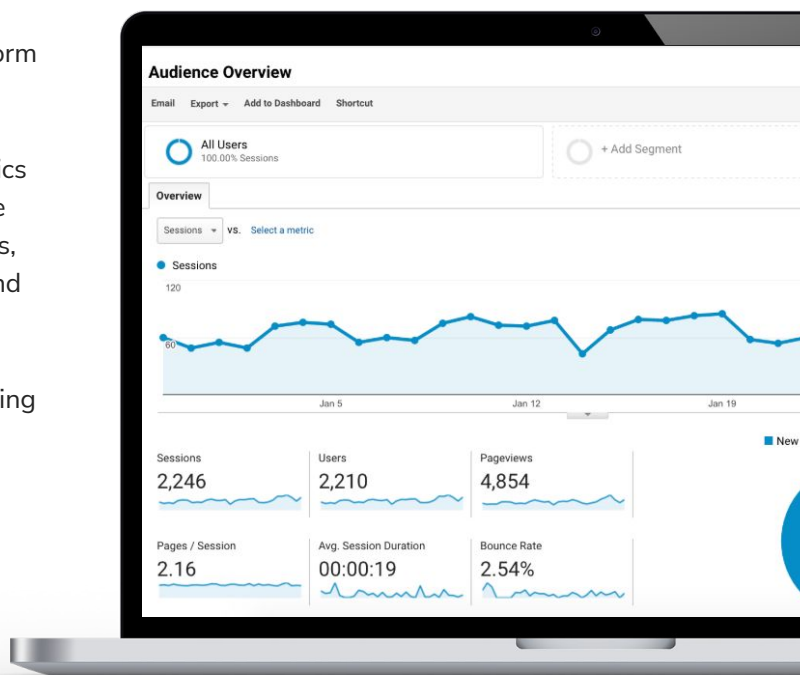 orm
ics
e
s,
nd
ing
Audience Overview
Email Export Add to Dashboard Shortcut
All Users
100.00% Sessions
+ Add Segment
Overview
Sessions vs. Select a metric
Sessions
120
60
Jan 5 Jan 12 Jan 19
New
Sessions Users Pageviews
2,246 2,210 4,854
Pages / Session Avg. Session Duration Bounce Rate
2.16 00:00:19 2.54%